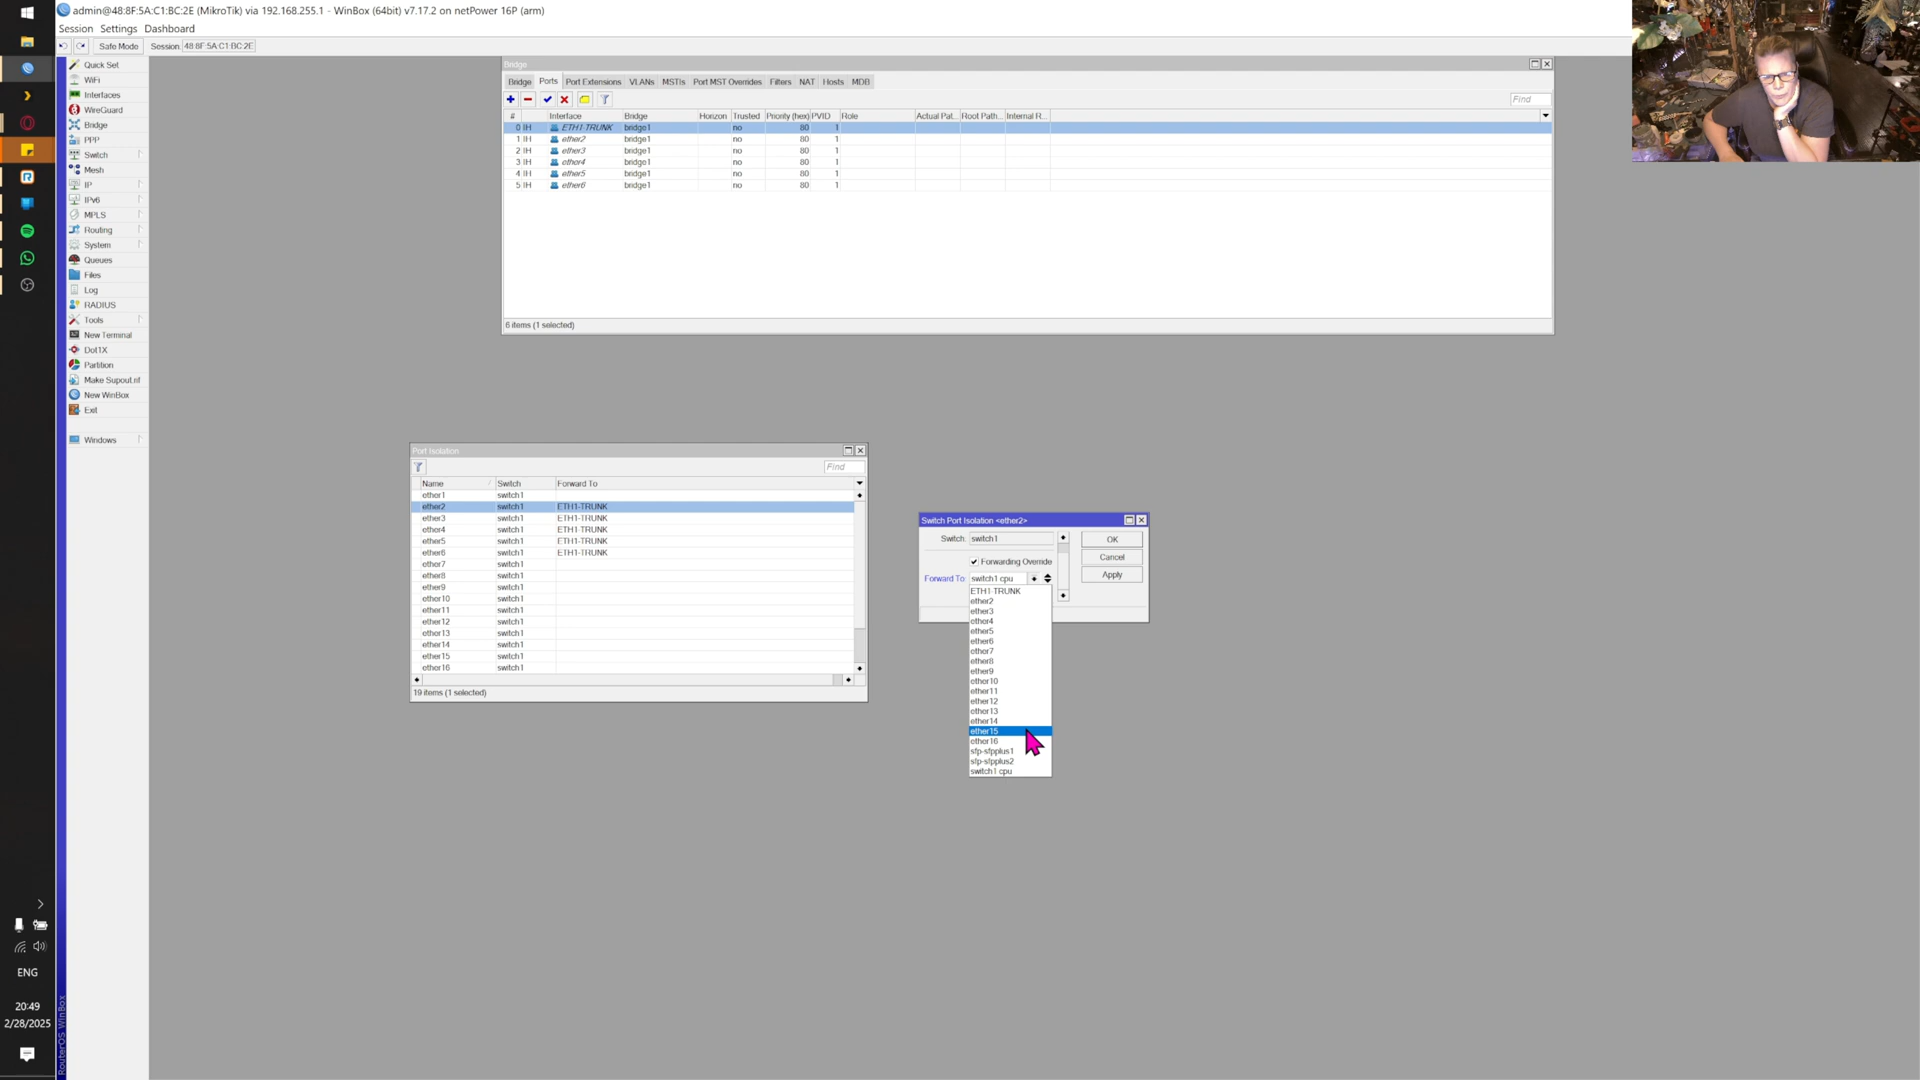 admin@48:8F:5A:C1:BC:2E (MikroTik) via 192.168.255.1 - WinBox (64bit) v7.17.2 on netPower 16P (arm)
Session Settings Dashboard
Safe Mode Session: 48:8F:5A:C1:BC:2E
Quick Set
WiFi
Interfaces
WireGuard
Bridge
PPP
Switch
Mesh
IP
IPv6
MPLS
Routing
System
Queues
Files
Log
RADIUS
Tools
New Terminal
Dot1X
Partition
Make Supout.rif
New WinBox
Exit
Windows
RouterOS WinBox
Bridge
Bridge Ports Port Extensions VLANs MSTIs Port MST Overrides Filters NAT Hosts MDB
Find
# Interface Bridge Horizon Trusted Priority (hex) PVID Role Actual Pat... Root Path... Internal R...
0 IH ETH1-TRUNK bridge1 no 80 1
1 IH ether2 bridge1 no 80 1
2 IH ether3 bridge1 no 80 1
3 IH ether4 bridge1 no 80 1
4 IH ether5 bridge1 no 80 1
5 IH ether6 bridge1 no 80 1
6 items (1 selected)
Port Isolation
Find
Name Switch Forward To
ether1 switch1
ether2 switch1 ETH1-TRUNK
ether3 switch1 ETH1-TRUNK
ether4 switch1 ETH1-TRUNK
ether5 switch1 ETH1-TRUNK
ether6 switch1 ETH1-TRUNK
ether7 switch1
ether8 switch1
ether9 switch1
ether10 switch1
ether11 switch1
ether12 switch1
ether13 switch1
ether14 switch1
ether15 switch1
ether16 switch1
19 items (1 selected)
Switch Port Isolation <ether2>
Switch: switch1
Forwarding Override
Forward To: switch1 cpu
OK
Cancel
Apply
ETH1-TRUNK
ether2
ether3
ether4
ether5
ether6
ether7
ether8
ether9
ether10
ether11
ether12
ether13
ether14
ether15
ether16
sfp-sfpplus1
sfp-sfpplus2
switch1 cpu
ENG
20:49
2/28/2025